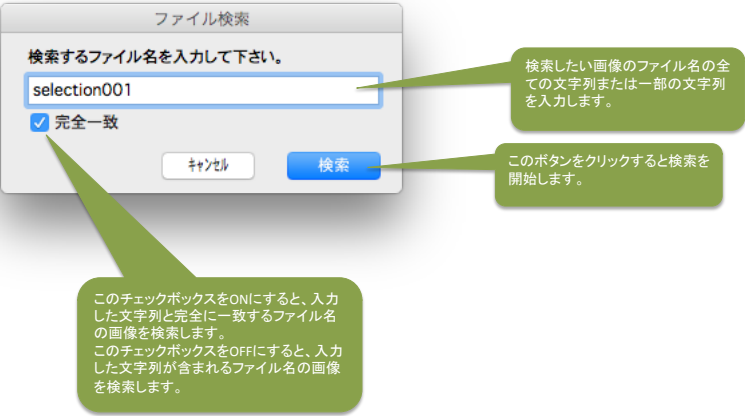 ファイル検索
検索するファイル名を入力して下さい。
selection001
完全一致
ｷｬﾝｾﾙ
検索
検索したい画像のファイル名の全
ての文字列または一部の文字列
を入力します。
このボタンをクリックすると検索を
開始します。
このチェックボックスをONにすると、入力
した文字列と完全に一致するファイル名
の画像を検索します。
このチェックボックスをOFFにすると、入力
した文字列が含まれるファイル名の画像
を検索します。